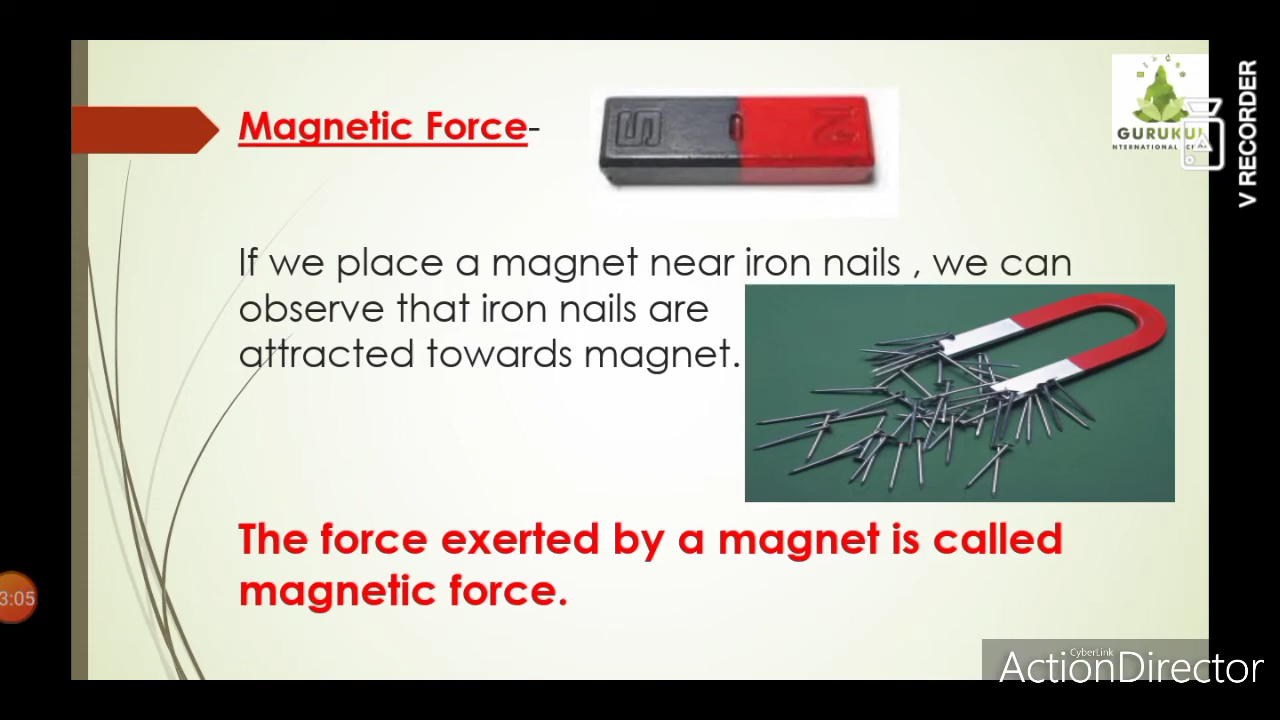 Magnetic Force-
S N
GURUKUL
INTERNATIONAL
V RECORDER
If we place a magnet near iron nails , we can
observe that iron nails are
attracted towards magnet.
The force exerted by a magnet is called
magnetic force.
3:05
CyberLink
ActionDirector